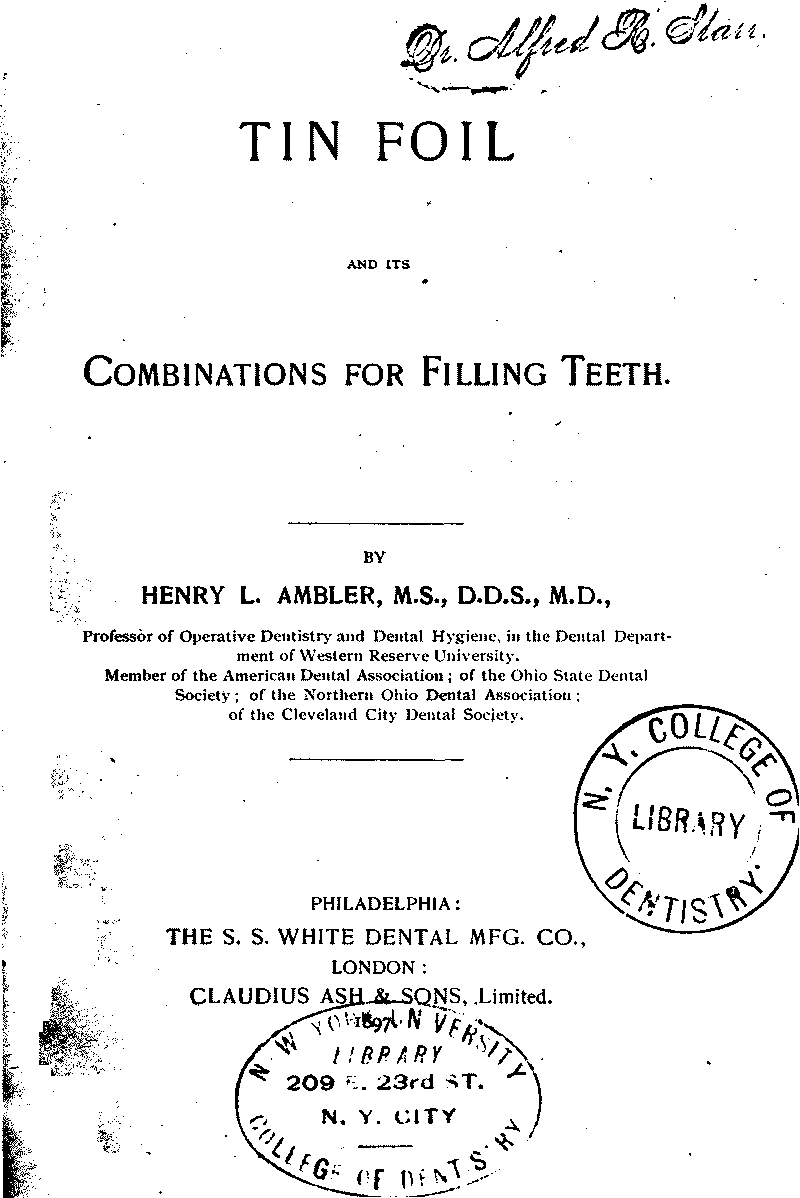 Dr. Alfred R. Starr.
TIN FOIL
AND ITS
COMBINATIONS FOR FILLING TEETH.
BY
HENRY L. AMBLER, M.S., D.D.S., M.D.,
Professor of Operative Dentistry and Dental Hygiene, in the Dental Depart-
ment of Western Reserve University.
Member of the American Dental Association; of the Ohio State Dental
Society; of the Northern Ohio Dental Association;
of the Cleveland City Dental Society.
N. Y. COLLEGE OF
LIBRARY
DENTISTRY.
PHILADELPHIA:
THE S. S. WHITE DENTAL MFG. CO.,
LONDON:
CLAUDIUS ASH & SONS, Limited.
1897.
NEW YORK UNIVERSITY
LIBRARY
209 E. 23rd ST.
N. Y. CITY
COLLEGE OF DENTISTRY